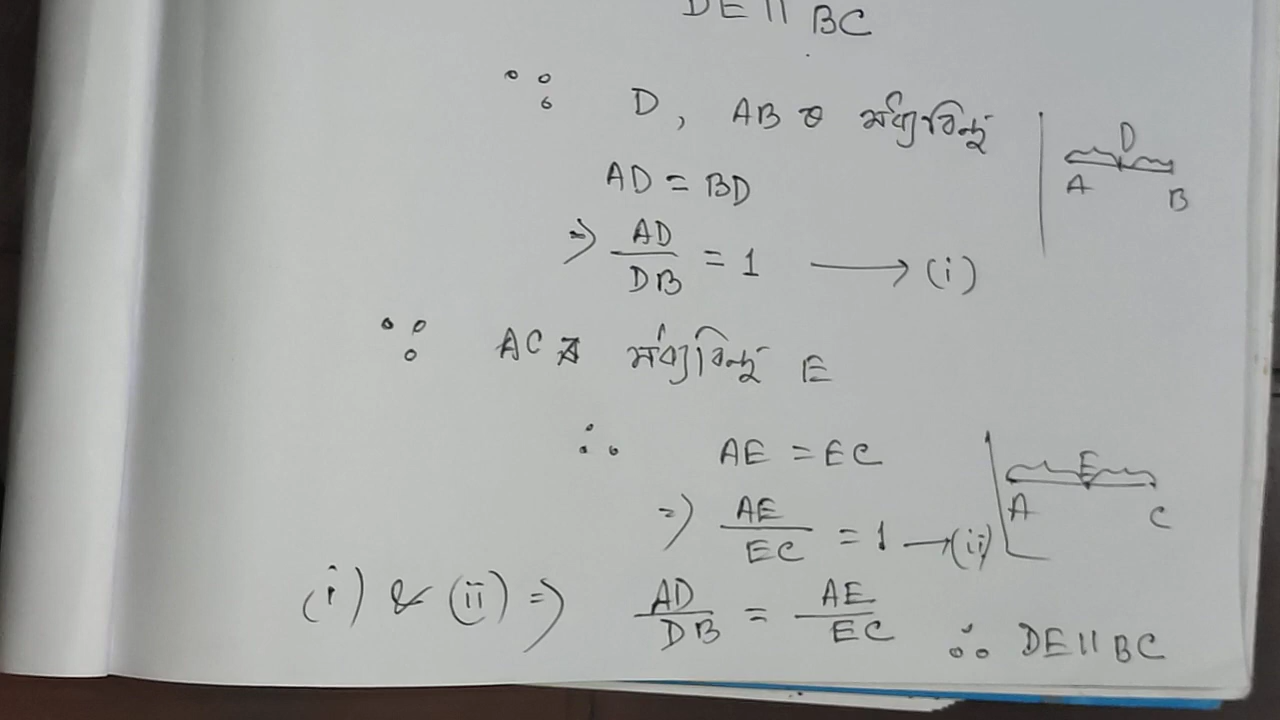 DE || BC
∵ D, AB ৰ মধ্যবিন্দু
D
A B
AD = BD
⇒ AD/DB = 1 ⟶ (i)
∵ AC ৰ মধ্যবিন্দু E
∴ AE = EC
E
A C
⇒ AE/EC = 1 → (ii)
(i) & (ii) ⇒ AD/DB = AE/EC ∴ DE || BC